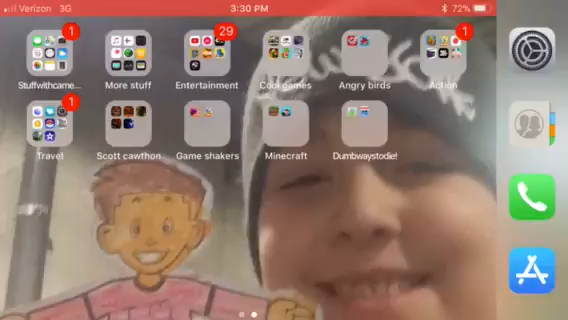 Verizon 3G 3:30 PM 72%
1 29 1
Stuffwithcame... More stuff Entertainment Cool games Angry birds Action
1
Travel Scott cawthon Game shakers Minecraft Dumbwaystodie!